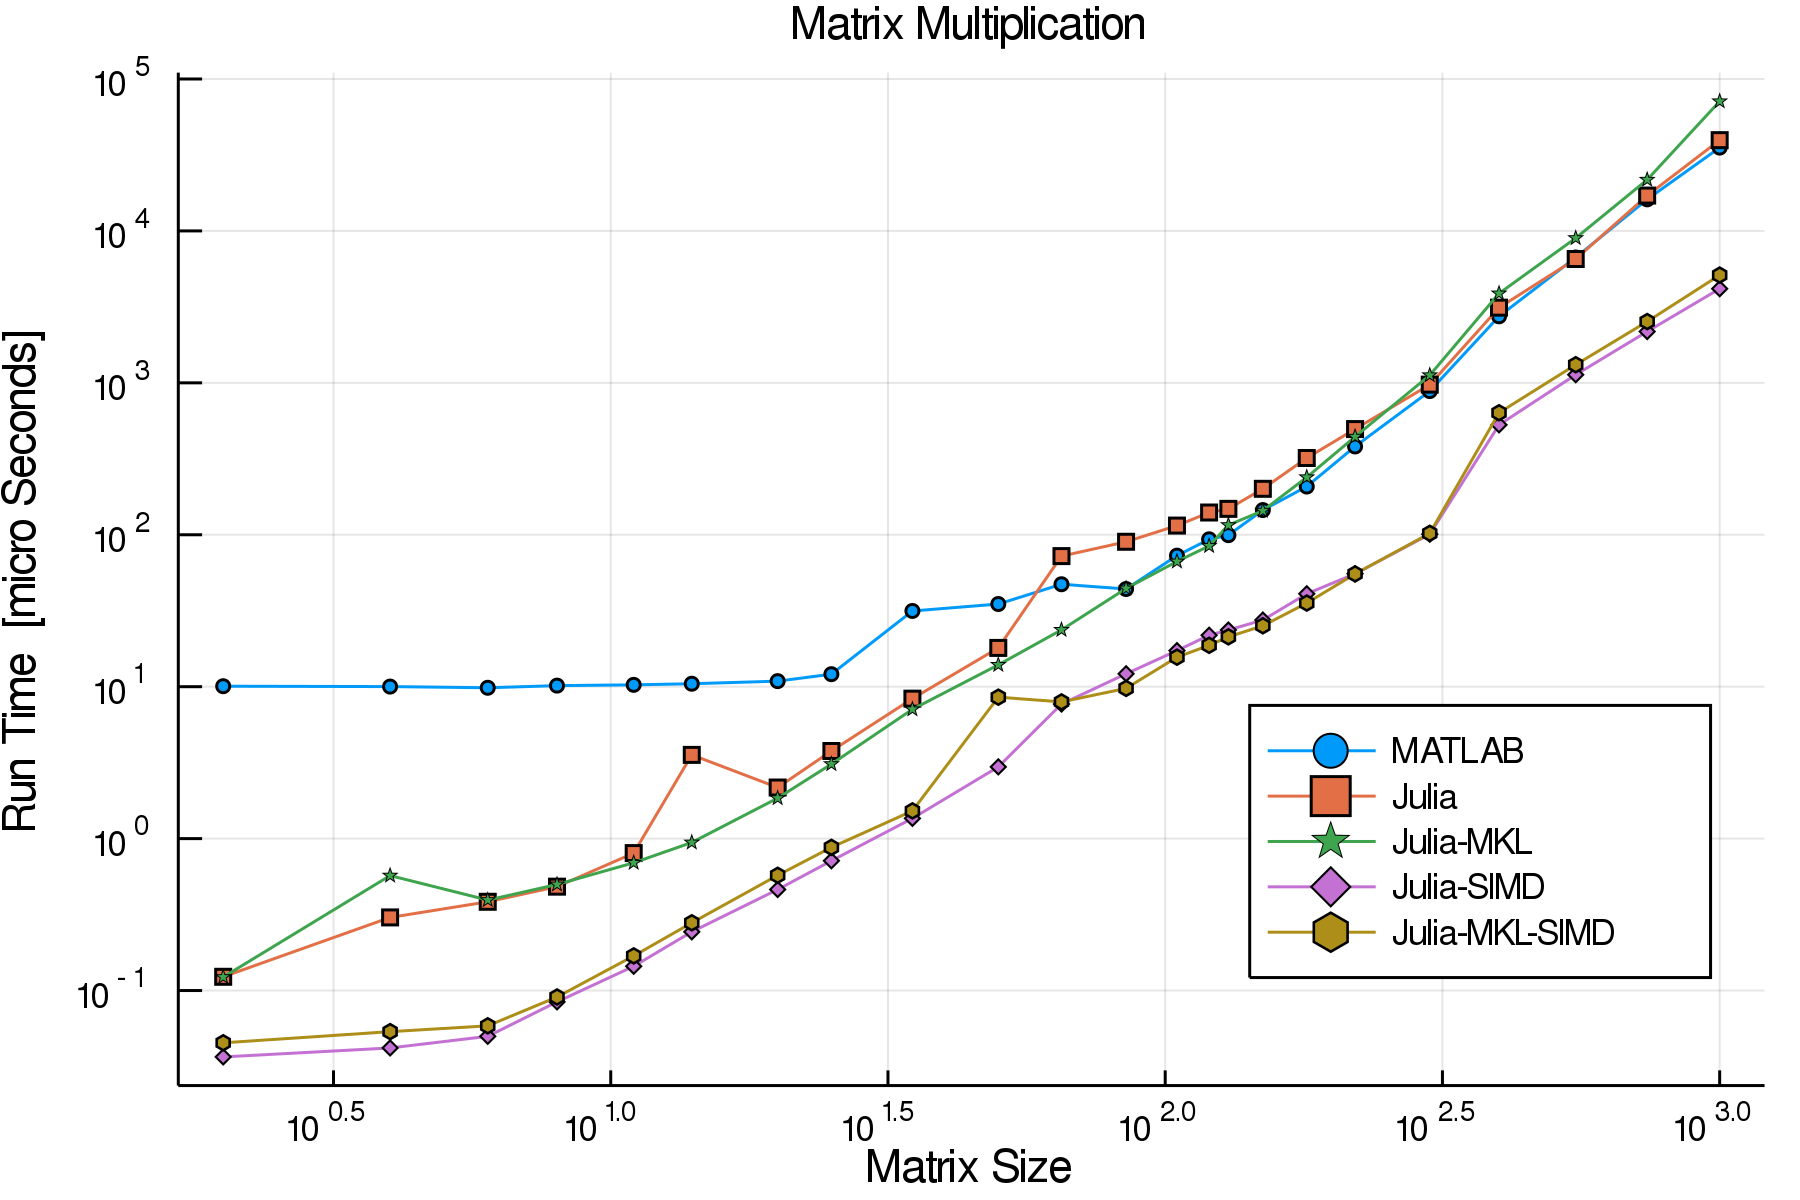 Matrix Multiplication
10^5
10^4
10^3
10^2
10^1
10^0
10^-1
Run Time [micro Seconds]
MATLAB
Julia
Julia-MKL
Julia-SIMD
Julia-MKL-SIMD
10^0.5 10^1.0 10^1.5 10^2.0 10^2.5 10^3.0
Matrix Size